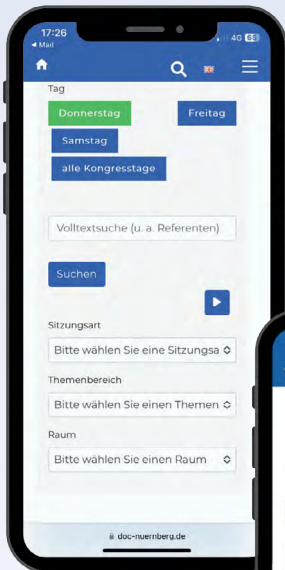 17:26
4G 63
◀ Mail
Tag
Donnerstag Freitag
Samstag
alle Kongresstage
Volltextsuche (u. a. Referenten)
Suchen
Sitzungsart
Bitte wählen Sie eine Sitzungsa
Themenbereich
Bitte wählen Sie einen Themen
Raum
Bitte wählen Sie einen Raum
doc-nuernberg.de